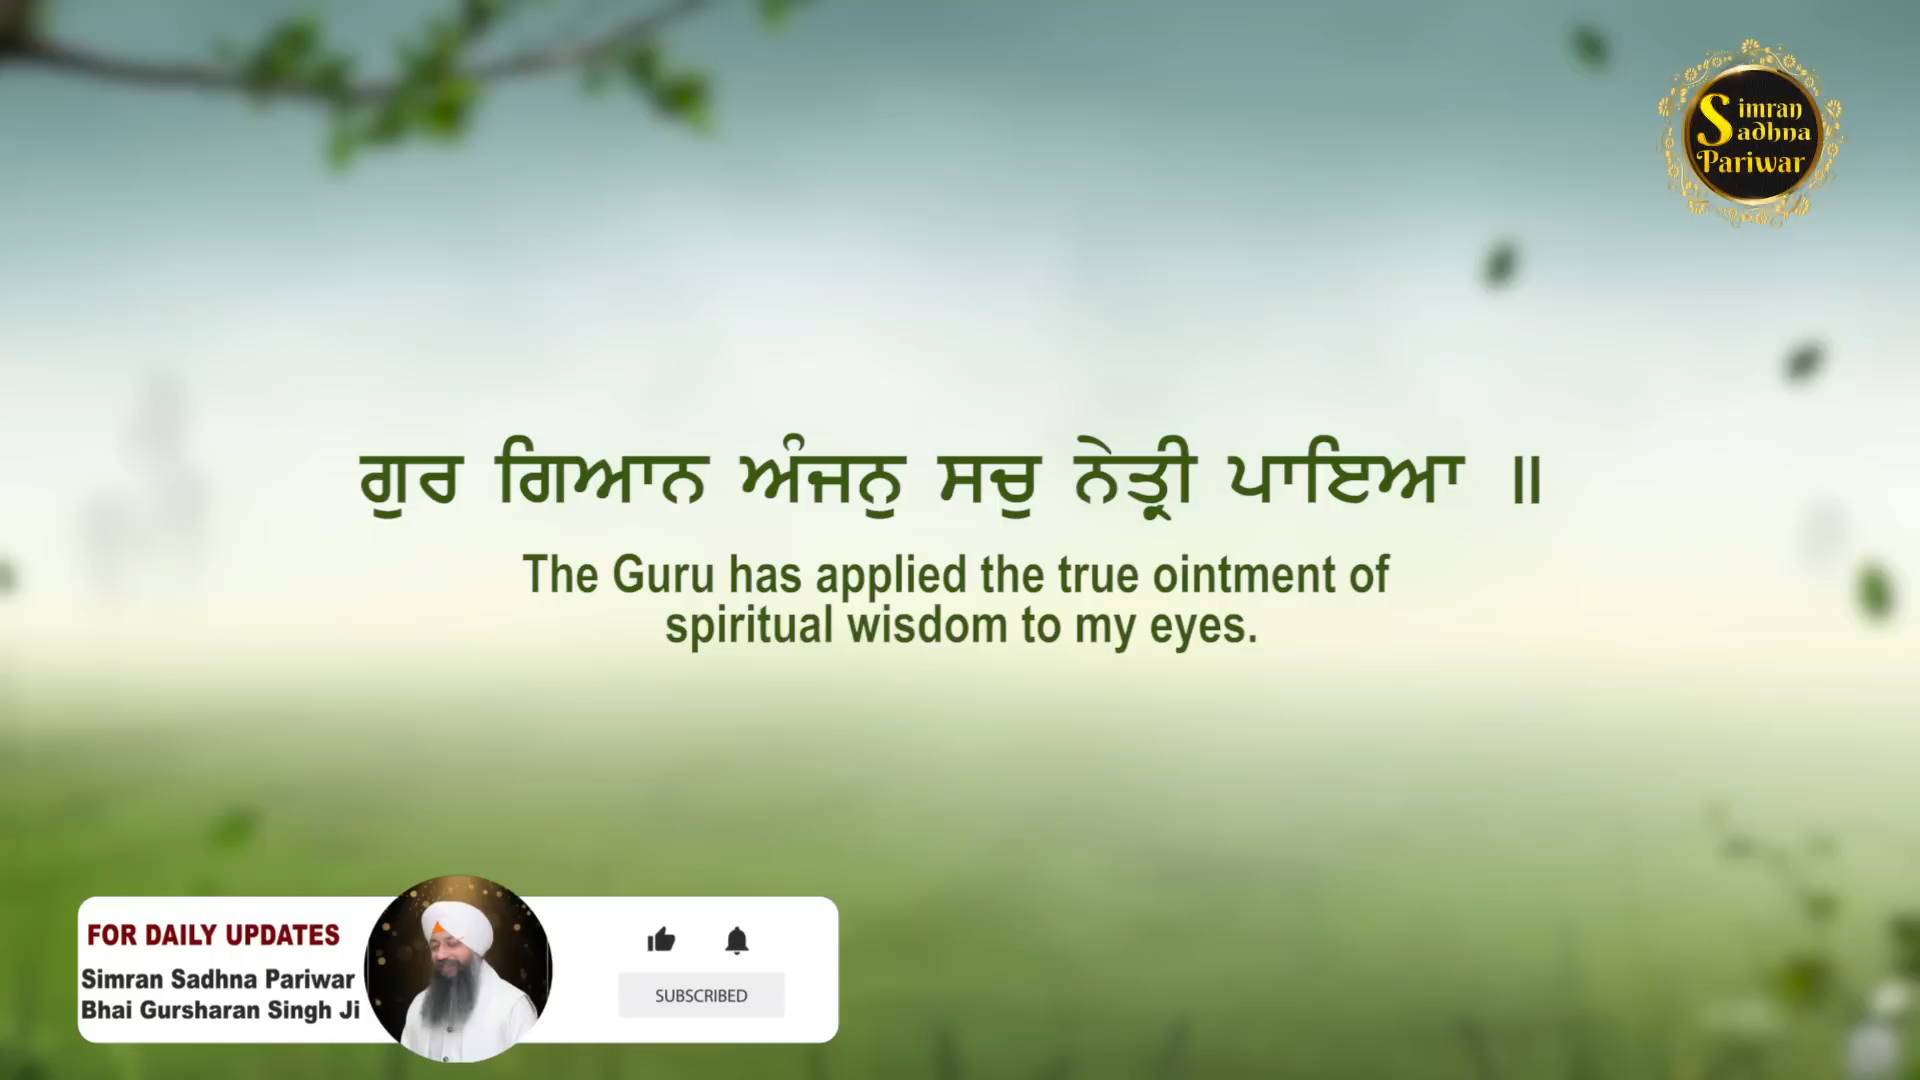 Simran
Sadhna
Pariwar
ਗੁਰ ਗਿਆਨ ਅੰਜਨੁ ਸਚੁ ਨੇਤ੍ਰੀ ਪਾਇਆ ॥
The Guru has applied the true ointment of
spiritual wisdom to my eyes.
FOR DAILY UPDATES
Simran Sadhna Pariwar
Bhai Gursharan Singh Ji
SUBSCRIBED